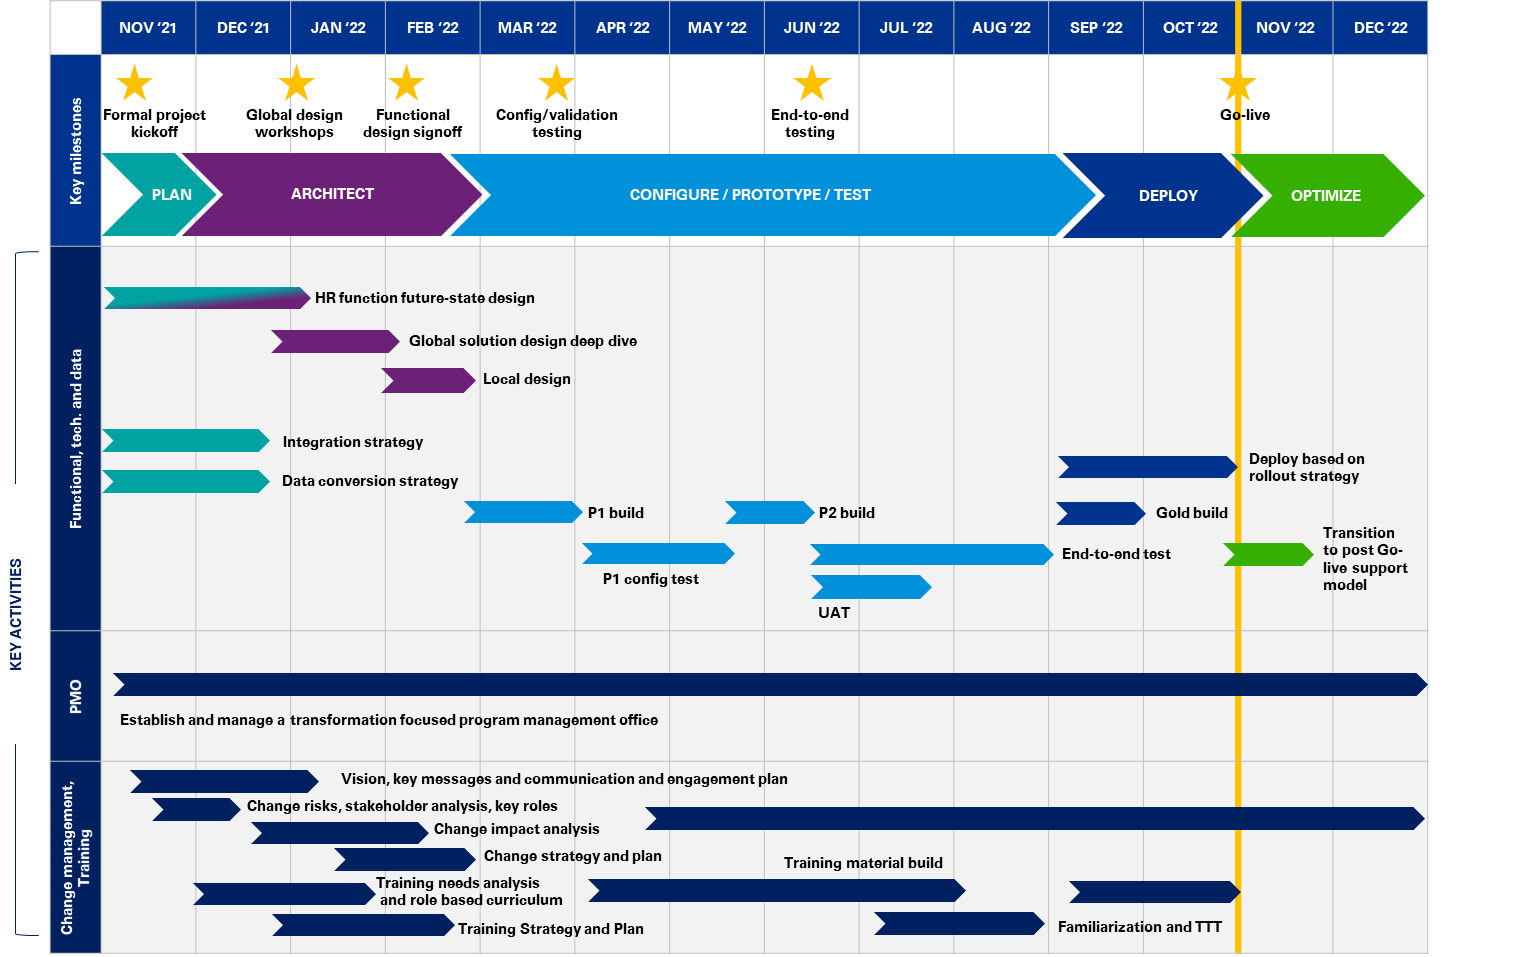 NOV ‘21
DEC ‘21
JAN ‘22
FEB ‘22
MAR ‘22
APR ‘22
MAY ‘22
JUN ‘22
JUL ‘22
AUG ‘22
SEP ‘22
OCT ‘22
NOV ‘22
DEC ‘22
Key milestones
Formal project
kickoff
Global design
workshops
Functional
design signoff
Config/validation
testing
End-to-end
testing
Go-live
PLAN
ARCHITECT
CONFIGURE / PROTOTYPE / TEST
DEPLOY
OPTIMIZE
KEY ACTIVITIES
Functional, tech. and data
HR function future-state design
Global solution design deep dive
Local design
Integration strategy
Data conversion strategy
P1 build
P1 config test
P2 build
End-to-end test
UAT
Deploy based on
rollout strategy
Gold build
Transition
to post Go-
live support
model
PMO
Establish and manage a transformation focused program management office
Change management,
Training
Vision, key messages and communication and engagement plan
Change risks, stakeholder analysis, key roles
Change impact analysis
Change strategy and plan
Training needs analysis
and role based curriculum
Training Strategy and Plan
Training material build
Familiarization and TTT